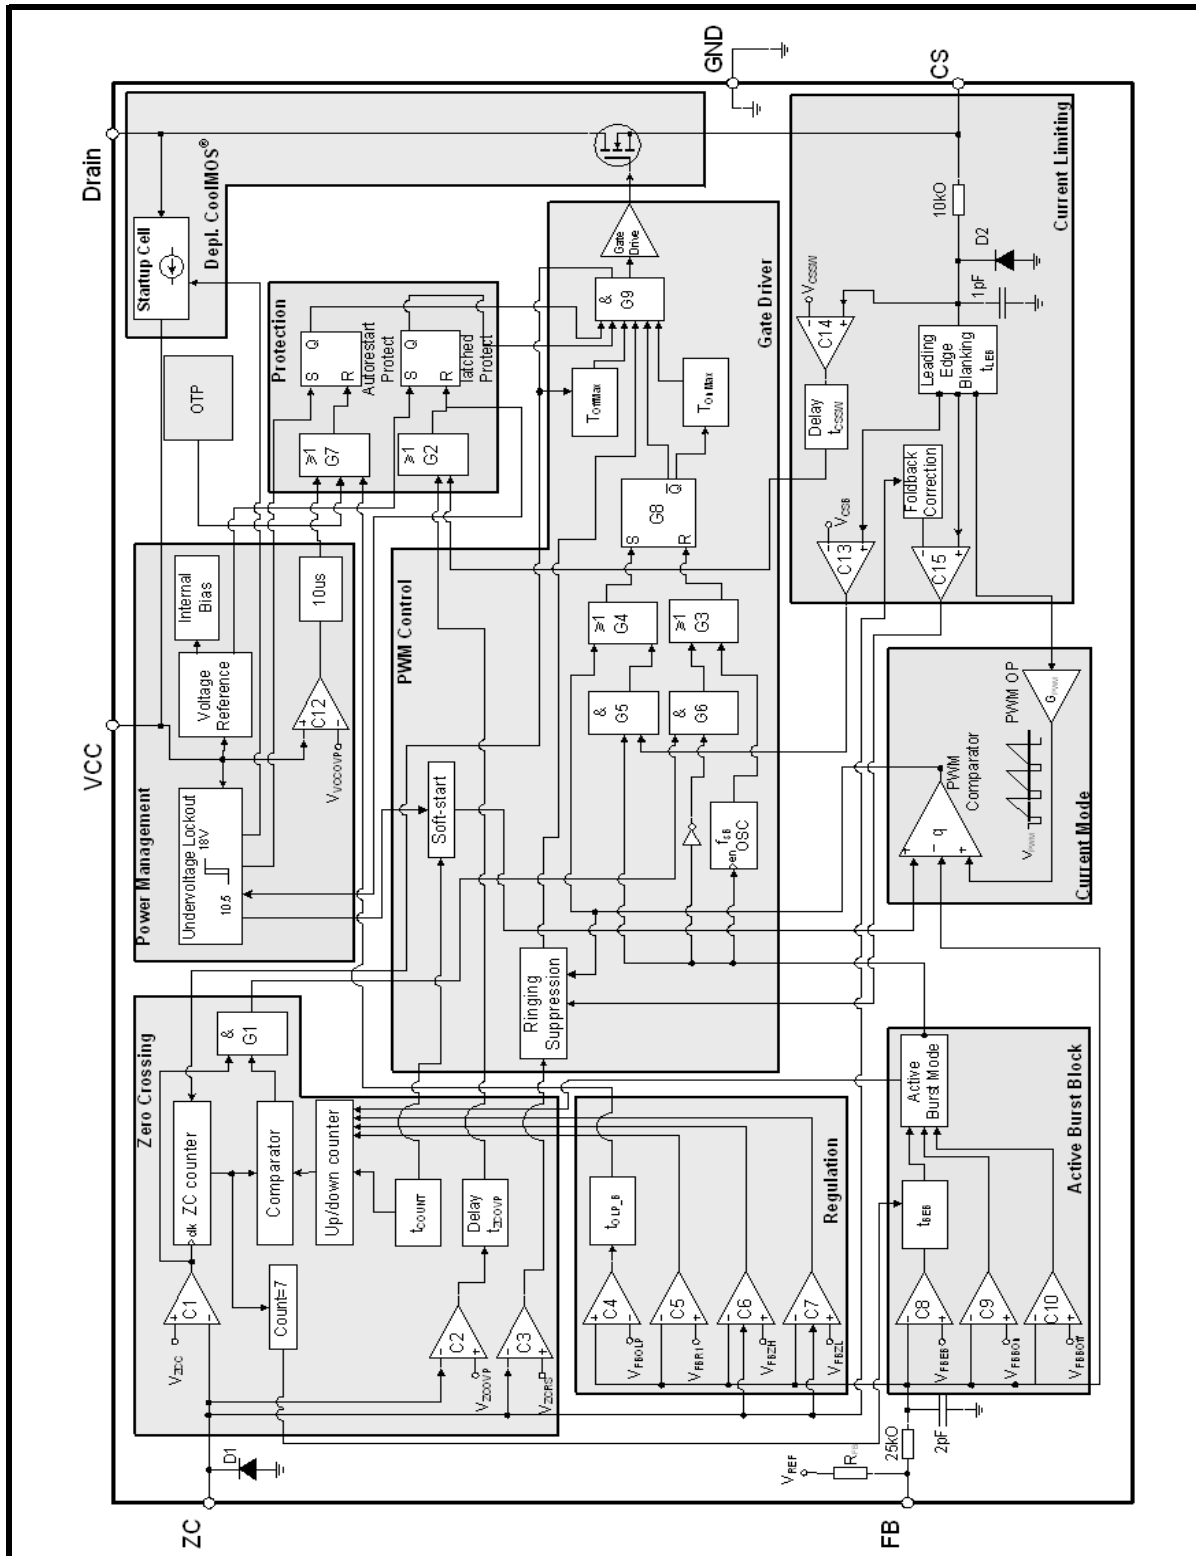 Drain
GND
CS
VCC
ZC
FB
Depl. CoolMOS®
Startup Cell
OTP
Protection
S
Q
R
Autorestart
Protect
S
Q
R
latched
Protect
≥1
G7
≥1
G2
Power Management
Undervoltage Lockout
18V
10.5
Voltage
Reference
Internal
Bias
10us
C12
VVCCOVP
Zero Crossing
VZCC
C1
clk
ZC counter
Comparator
Up/down counter
&
G1
Count=7
tCOUNT
Delay
tZCOVP
C2
VZCOVP
C3
VZCRS
D1
PWM Control
Soft-start
Ringing
Suppression
&
G5
&
G6
≥1
G4
≥1
G3
en
fSB
OSC
S
R
G8
Q
TOffMax
TOnMax
&
G9
Gate
Drive
Gate Driver
Current Limiting
10kO
D2
1pF
Leading
Edge
Blanking
tLEB
VCSSW
C14
Delay
tCSSW
VCSB
C13
Foldback
Correction
C15
Current Mode
GPWM
PWM OP
VPWM
PWM
Comparator
q
Regulation
tOLP_B
C4
VFBOLP
C5
VFBR1
C6
VFBZH
C7
VFBZL
Active Burst Block
Active
Burst Mode
tBEB
C8
VFBEB
C9
VFBBOn
C10
VFBBOff
VREF
RFB
25kO
2pF